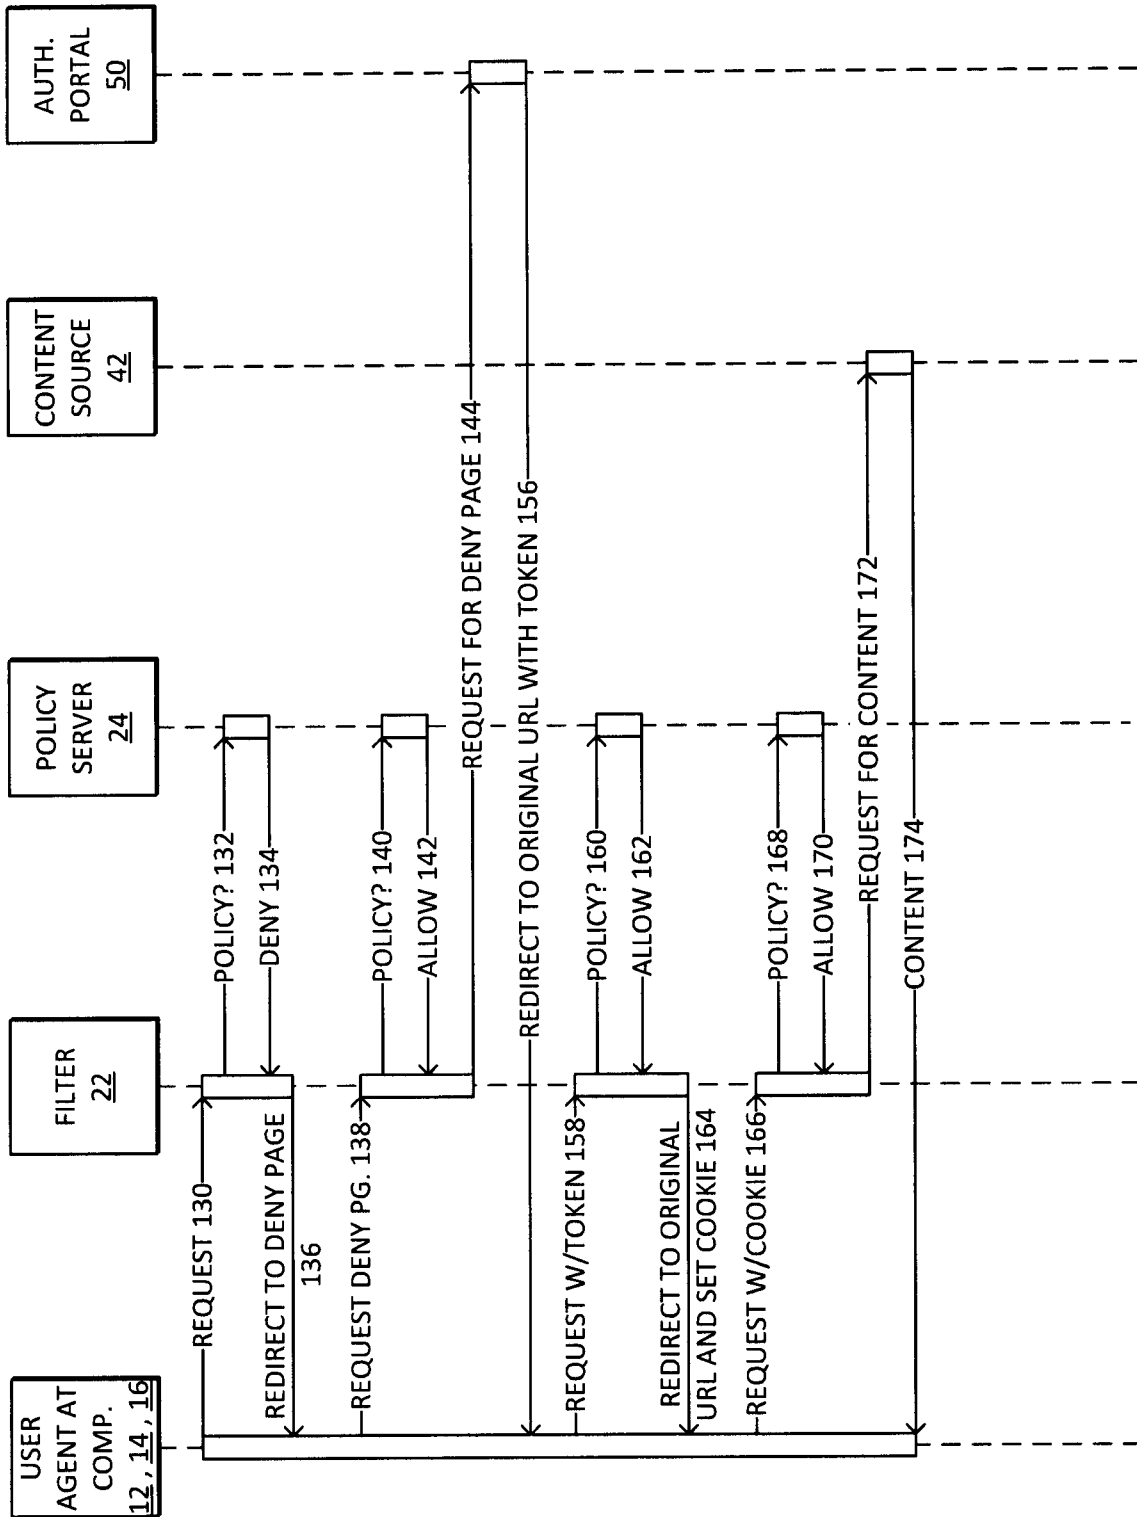 USER
AGENT AT
COMP.
12, 14, 16
FILTER
22
POLICY
SERVER
24
CONTENT
SOURCE
42
AUTH.
PORTAL
50
REQUEST 130
POLICY? 132
DENY 134
REDIRECT TO DENY PAGE
136
REQUEST DENY PG. 138
POLICY? 140
ALLOW 142
REQUEST FOR DENY PAGE 144
REDIRECT TO ORIGINAL URL WITH TOKEN 156
REQUEST W/TOKEN 158
POLICY? 160
ALLOW 162
REDIRECT TO ORIGINAL
URL AND SET COOKIE 164
REQUEST W/COOKIE 166
POLICY? 168
ALLOW 170
REQUEST FOR CONTENT 172
CONTENT 174